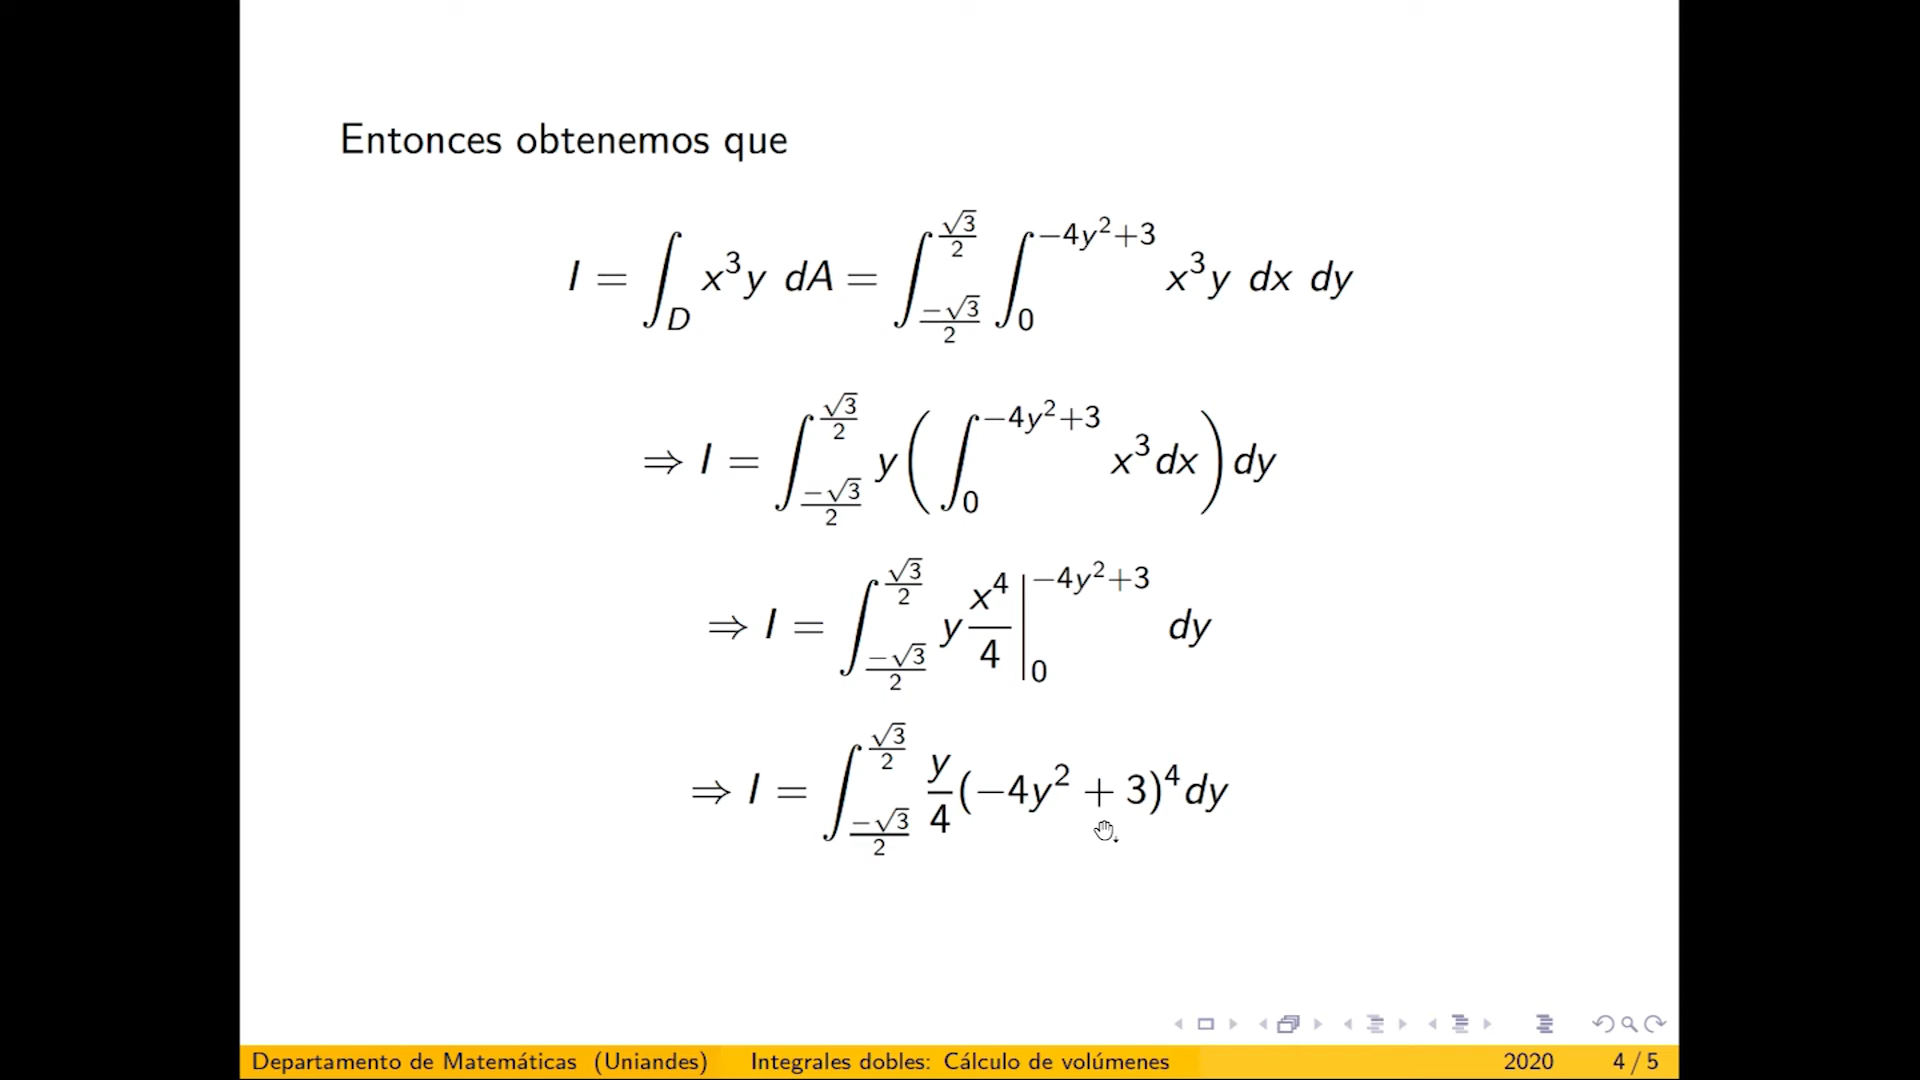 Entonces obtenemos que
I = ∫_D x³y dA = ∫_{-√3/2}^{√3/2} ∫_0^{-4y²+3} x³y dx dy
⇒ I = ∫_{-√3/2}^{√3/2} y ( ∫_0^{-4y²+3} x³dx ) dy
⇒ I = ∫_{-√3/2}^{√3/2} y x⁴/4 |_0^{-4y²+3} dy
⇒ I = ∫_{-√3/2}^{√3/2} y/4 (−4y² + 3)⁴dy
Departamento de Matemáticas (Uniandes) Integrales dobles: Cálculo de volúmenes 2020 4 / 5